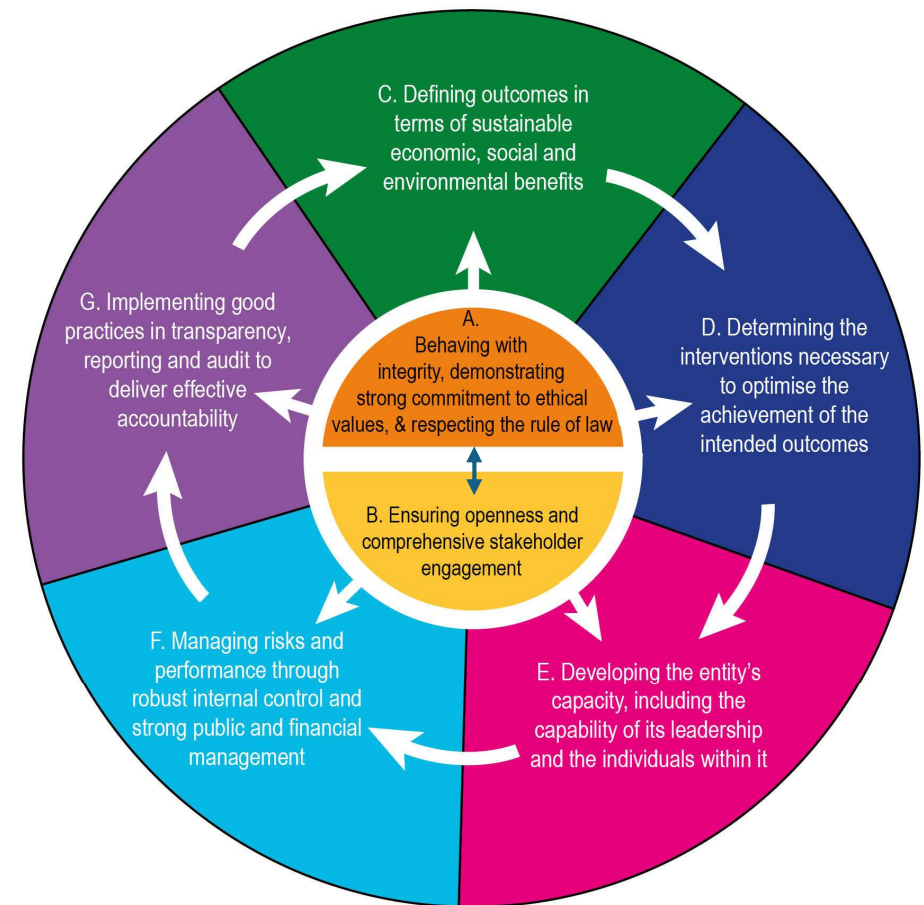 C. Defining outcomes in
terms of sustainable
economic, social and
environmental benefits
G. Implementing good
practices in transparency,
reporting and audit to
deliver effective
accountability
A.
Behaving with
integrity, demonstrating
strong commitment to ethical
values, & respecting the rule of law
D. Determining the
interventions necessary
to optimise the
achievement of the
intended outcomes
B. Ensuring openness and
comprehensive stakeholder
engagement
F. Managing risks and
performance through
robust internal control and
strong public and financial
management
E. Developing the entity’s
capacity, including the
capability of its leadership
and the individuals within it